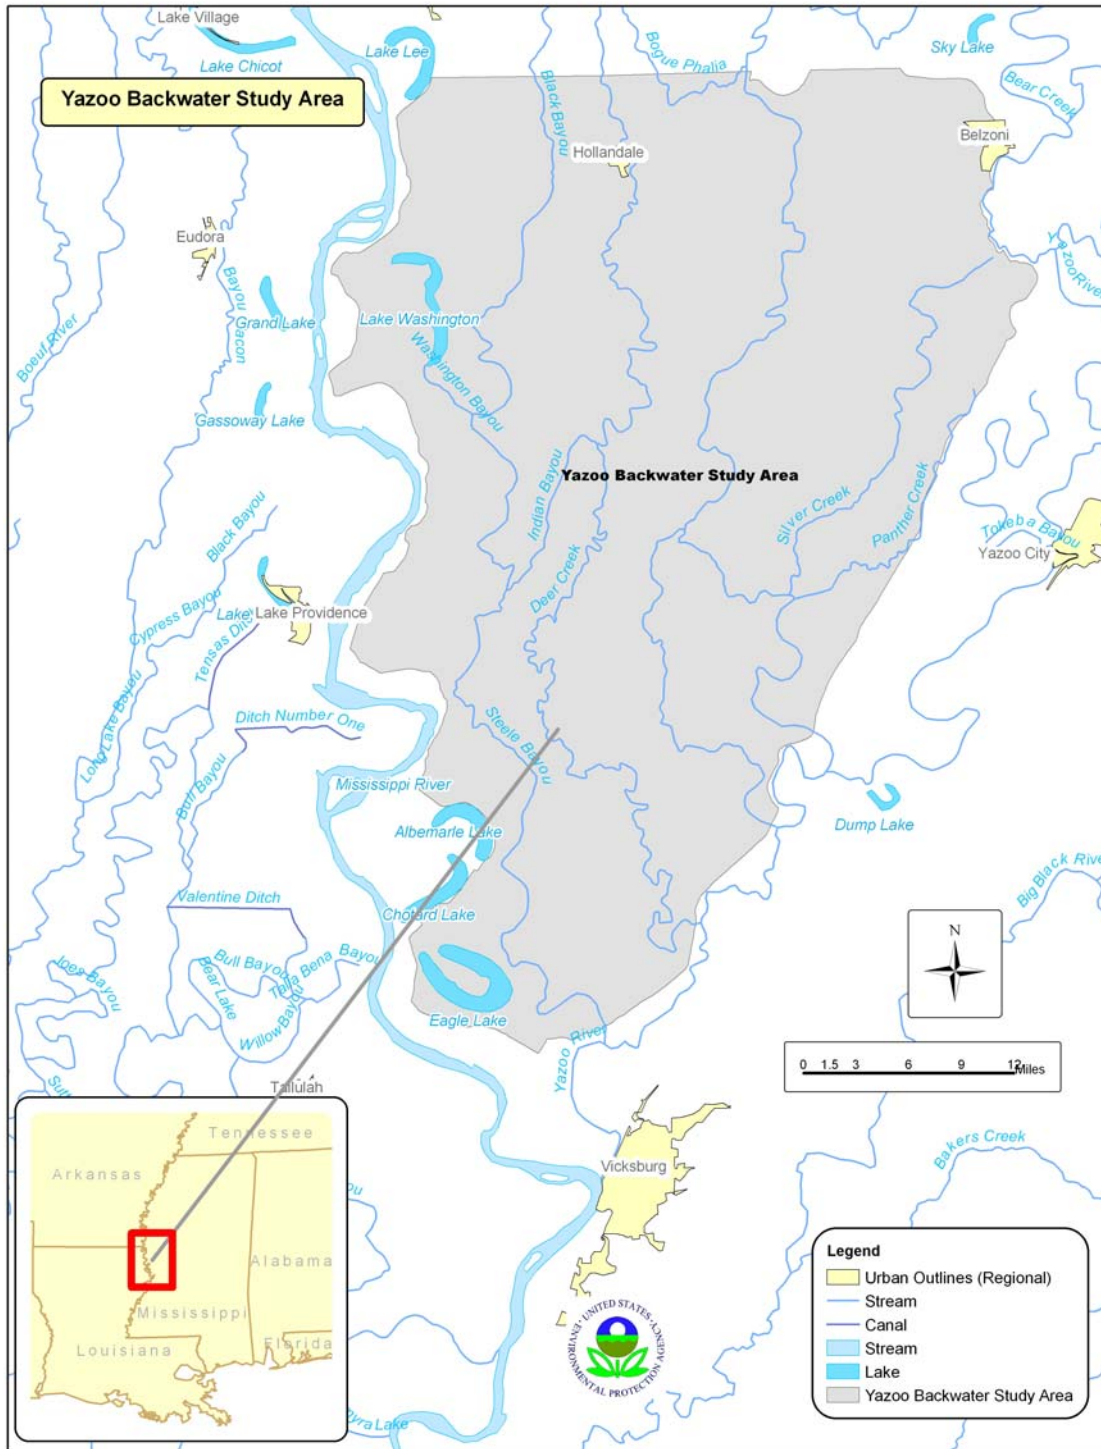 Lake Village
Lake Chicot
Lake Lee
Bogue Phalia
Sky Lake
Bear Creek
Yazoo Backwater Study Area
Black Bayou
Hollandale
Belzoni
Eudora
Yazoo River
Bayou Macon
Grand Lake
Lake Washington
Boeuf River
Washington Bayou
Gassoway Lake
Indian Bayou
Yazoo Backwater Study Area
Silver Creek
Panther Creek
Tokeba Bayou
Yazoo City
Black Bayou
Deer Creek
Cypress Bayou
Lake
Lake Providence
Tensas Ditch
Long Lake Bayou
Ditch Number One
Steele Bayou
Bull Bayou
Mississippi River
Albemarle Lake
Dump Lake
Big Black River
Valentine Ditch
Chotard Lake
Joes Bayou
Bull Bayou
Bear Lake
Talla Bena Bayou
Willow Bayou
Eagle Lake
Yazoo River
N
0 1.5 3 6 9 12
Miles
Tallulah
Bakers Creek
Vicksburg
Tennessee
Arkansas
Alabama
Mississippi
Louisiana
Florida
UNITED STATES
ENVIRONMENTAL PROTECTION AGENCY
Legend
Urban Outlines (Regional)
Stream
Canal
Stream
Lake
Yazoo Backwater Study Area